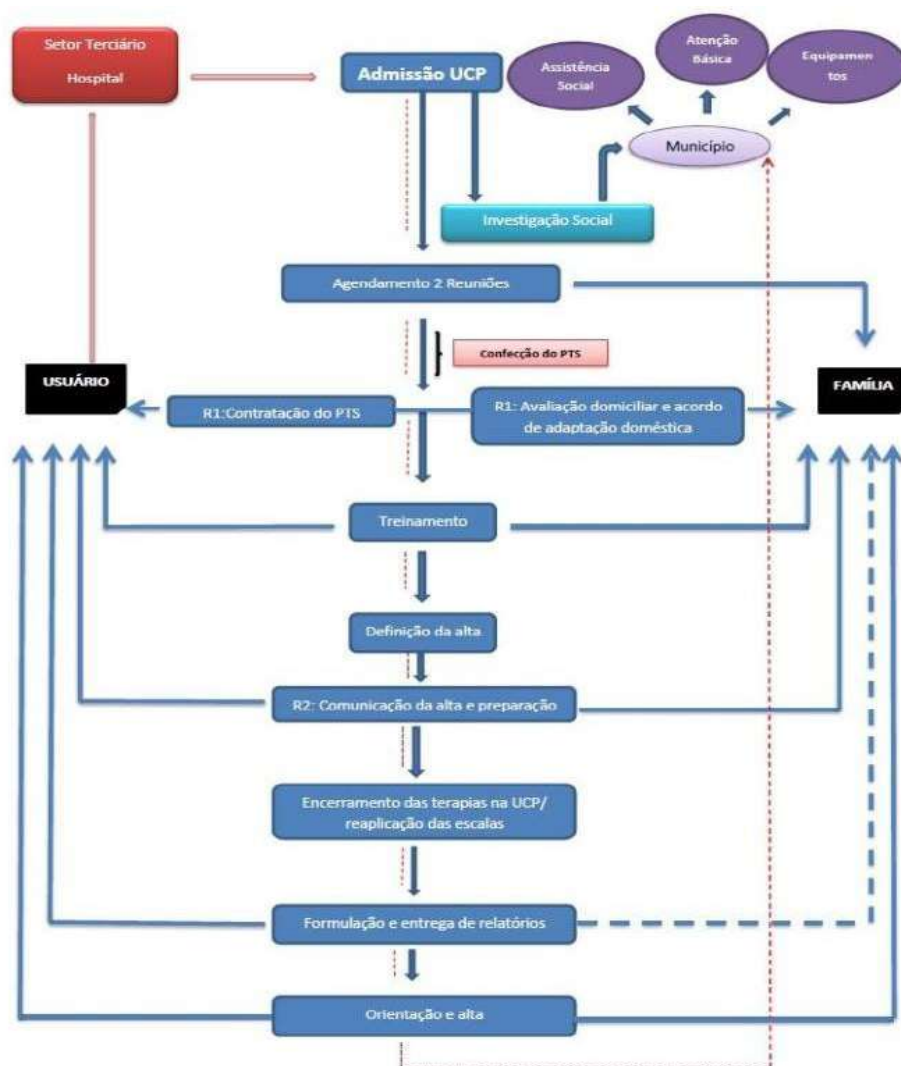 Setor Terciário
Hospital
Admissão UCP
Assistência
Social
Atenção
Básica
Equipamen
tos
Município
Investigação Social
Agendamento 2 Reuniões
Confecção do PTS
USUÁRIO
FAMÍLIA
R1:Contratação do PTS
R1: Avaliação domiciliar e acordo
de adaptação doméstica
Treinamento
Definição da alta
R2: Comunicação da alta e preparação
Encerramento das terapias na UCP/
reaplicação das escalas
Formulação e entrega de relatórios
Orientação e alta